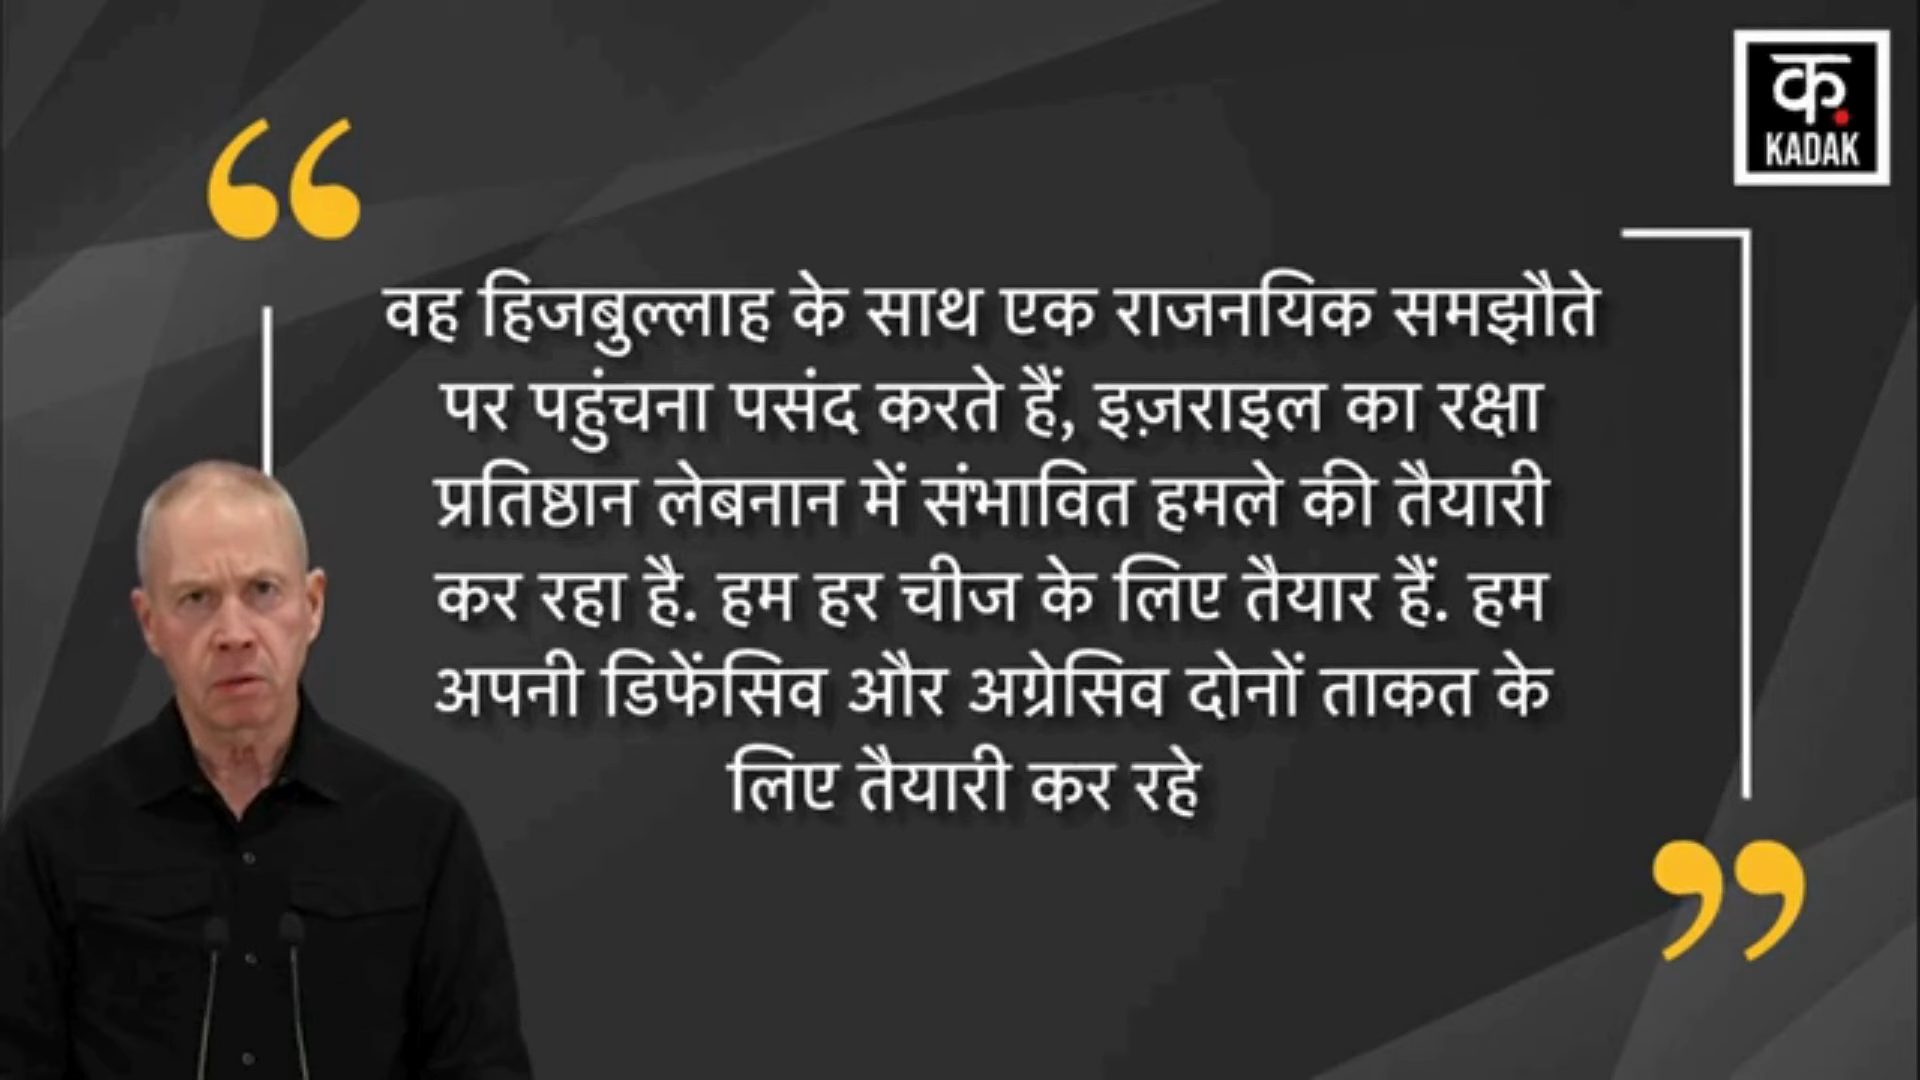 क
KADAK
वह हिजबुल्लाह के साथ एक राजनयिक समझौते
पर पहुंचना पसंद करते हैं, इज़राइल का रक्षा
प्रतिष्ठान लेबनान में संभावित हमले की तैयारी
कर रहा है. हम हर चीज के लिए तैयार हैं. हम
अपनी डिफेंसिव और अग्रेसिव दोनों ताकत के
लिए तैयारी कर रहे